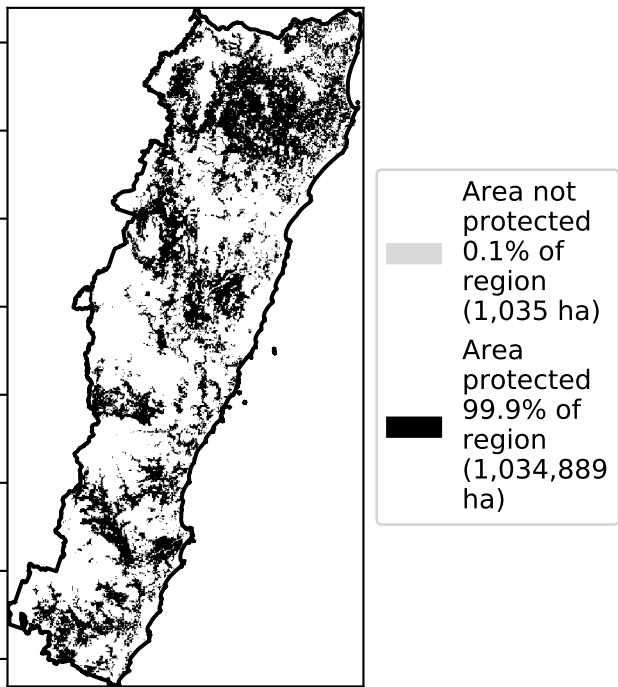 Area not
protected
0.1% of
region
(1,035 ha)
Area
protected
99.9% of
region
(1,034,889
ha)